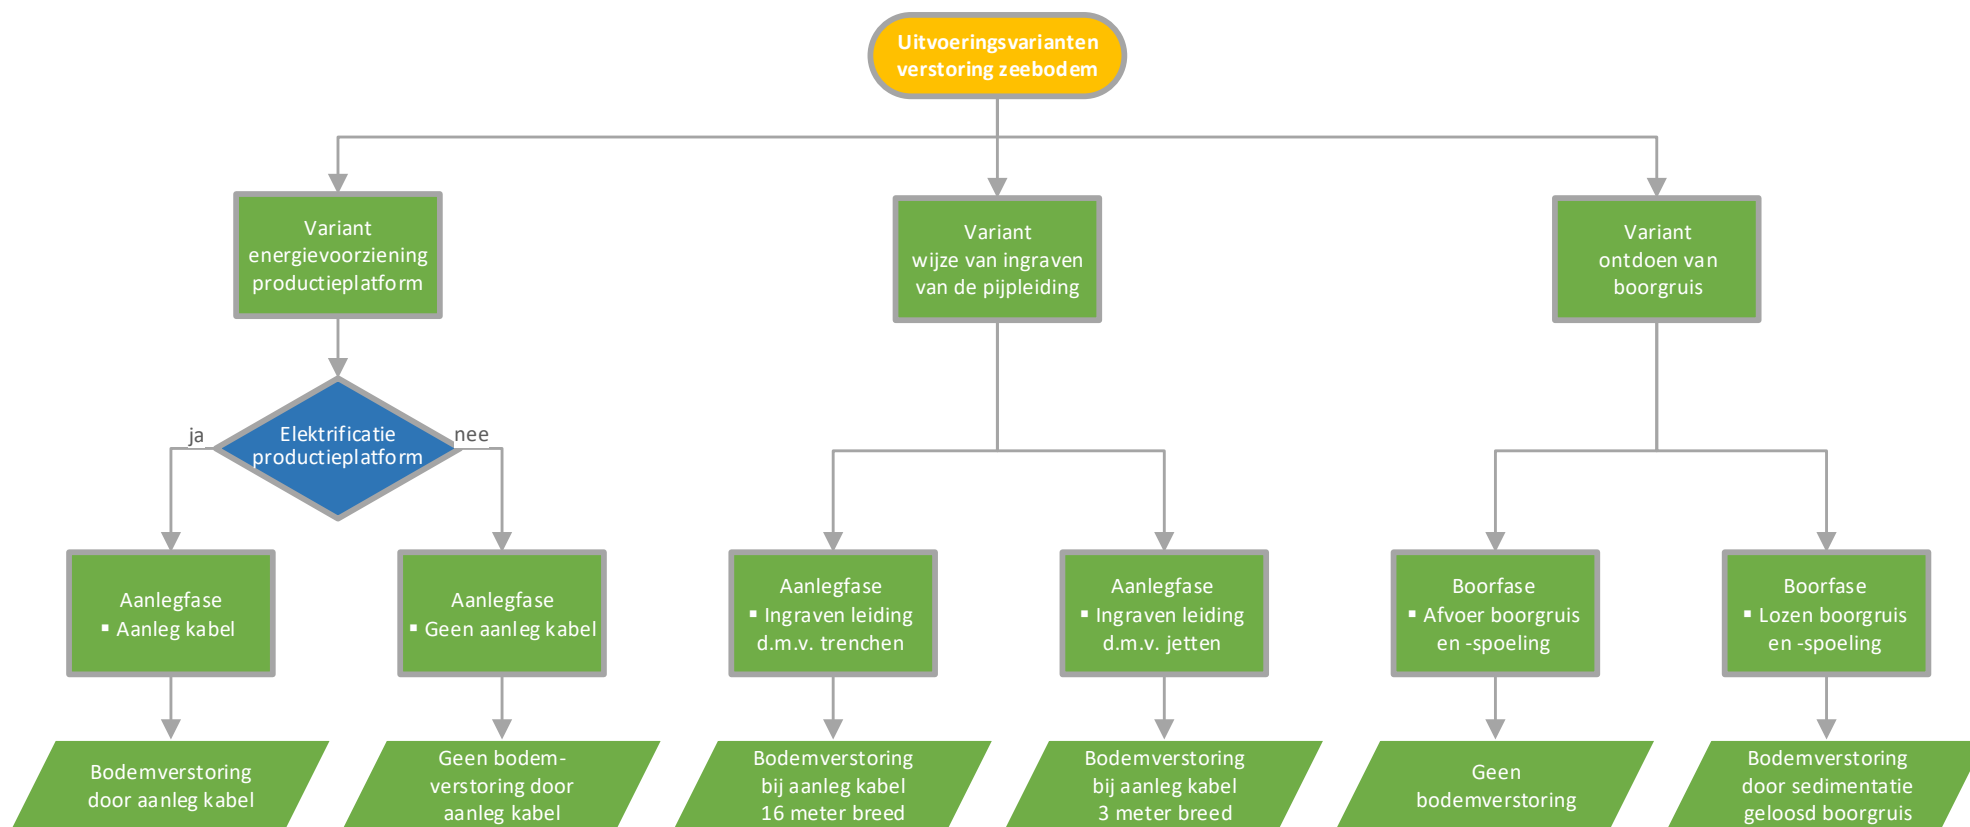 Uitvoeringsvarianten
verstoring zeebodem
Variant
energievoorziening
productieplatform
Variant
wijze van ingraven
van de pijpleiding
Variant
ontdoen van
boorgruis
ja
Elektrificatie
productieplatform
nee
Aanlegfase
▪ Aanleg kabel
Aanlegfase
▪ Geen aanleg kabel
Aanlegfase
▪ Ingraven leiding
d.m.v. trenchen
Aanlegfase
▪ Ingraven leiding
d.m.v. jetten
Boorfase
▪ Afvoer boorgruis
en -spoeling
Boorfase
▪ Lozen boorgruis
en -spoeling
Bodemverstoring
door aanleg kabel
Geen bodem-
verstoring door
aanleg kabel
Bodemverstoring
bij aanleg kabel
16 meter breed
Bodemverstoring
bij aanleg kabel
3 meter breed
Geen
bodemverstoring
Bodemverstoring
door sedimentatie
geloosd boorgruis